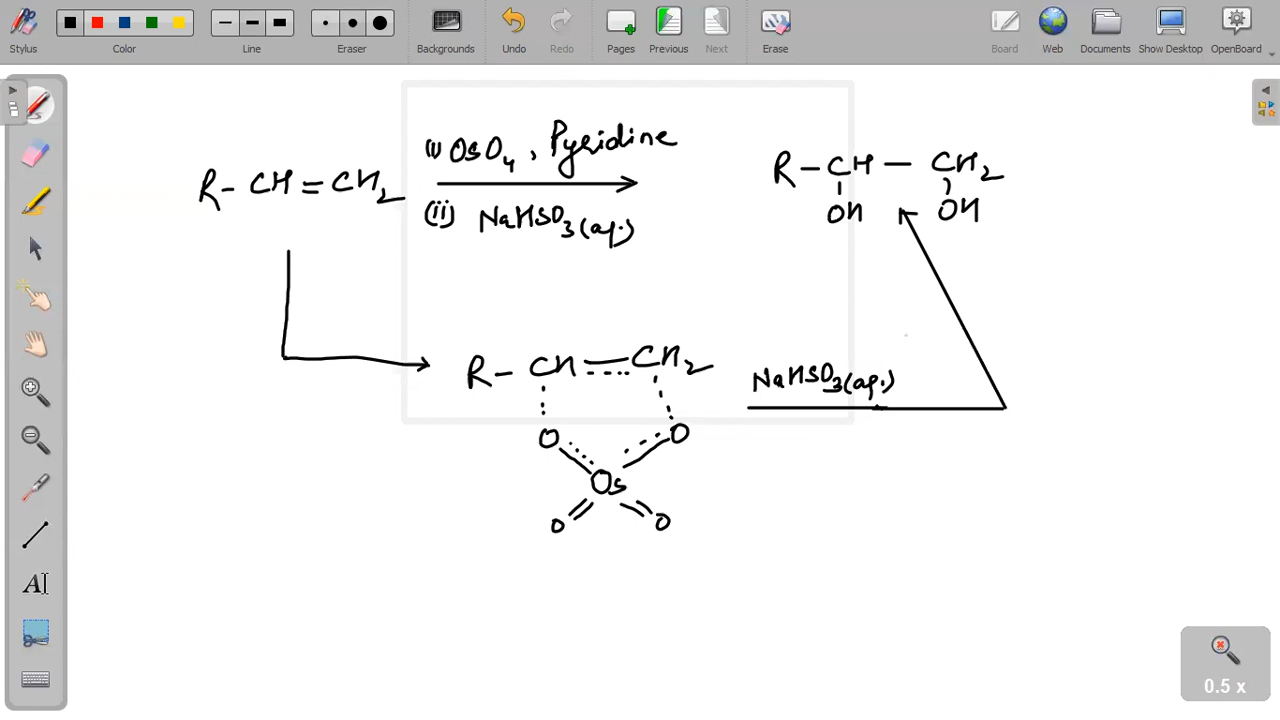 Stylus
Color
Line
Eraser
Backgrounds
Undo
Redo
Pages
Previous
Next
Erase
Board
Web
Documents
Show Desktop
OpenBoard
R - CH = CH2
(i) OsO4, Pyridine
(ii) NaHSO3(aq.)
R - CH - CH2
OH OH
R - CH = CH2
NaHSO3(aq.)
O O
Os
O O
AI
0.5 x